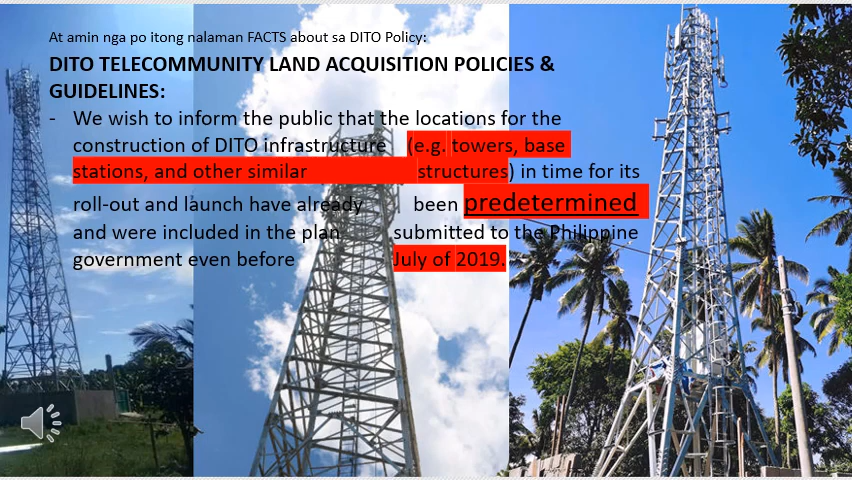 At amin nga po itong nalaman FACTS about sa DITO Policy:
DITO TELECOMMUNITY LAND ACQUISITION POLICIES &
GUIDELINES:
- We wish to inform the public that the locations for the
construction of DITO infrastructure (e.g. towers, base
stations, and other similar structures) in time for its
roll-out and launch have already been predetermined
and were included in the plan submitted to the Philippine
government even before July of 2019.